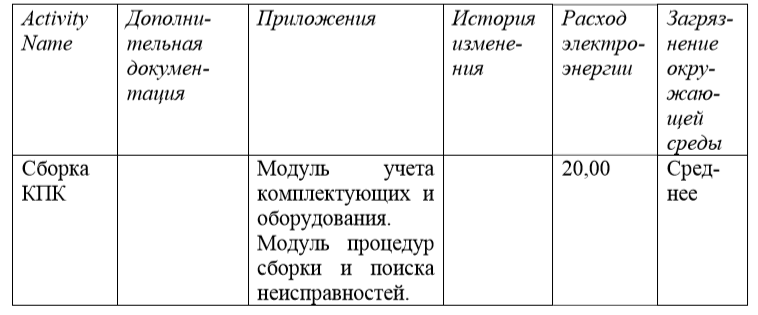 Activity Name
Дополни-
тельная
докумен-
тация
Приложения
История
измене-
ния
Расход
электро-
энергии
Загряз-
нение
окру-
жаю-
щей
среды
Сборка
КПК
Модуль учета
комплектующих и
оборудования.
Модуль процедур
сборки и поиска
неисправностей.
20,00
Сред-
нее